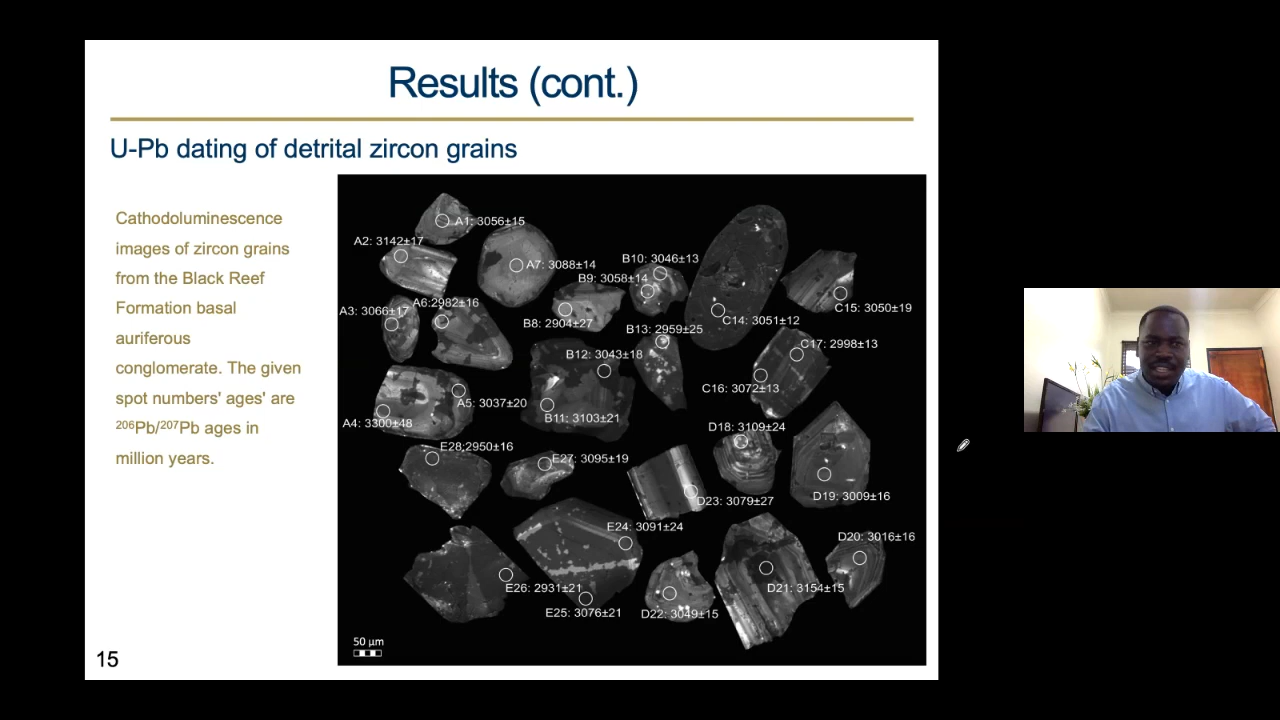 Results (cont.)
U-Pb dating of detrital zircon grains
Cathodoluminescence
images of zircon grains
from the Black Reef
Formation basal
auriferous
conglomerate. The given
spot numbers' ages' are
²⁰⁶Pb/²⁰⁷Pb ages in
million years.
A1: 3056±15
A2: 3142±17
A7: 3088±14
B10: 3046±13
B9: 3058±14
A6:2982±16
A3: 3066±17
B8: 2904±27
C15: 3050±19
C14: 3051±12
B13: 2959±25
C17: 2998±13
B12: 3043±18
C16: 3072±13
A5: 3037±20
B11: 3103±21
A4: 3300±48
D18: 3109±24
E28:2950±16
E27: 3095±19
D19: 3009±16
D23: 3079±27
E24: 3091±24
D20: 3016±16
E26: 2931±21
D21: 3154±15
E25: 3076±21
D22: 3049±15
50 µm
15